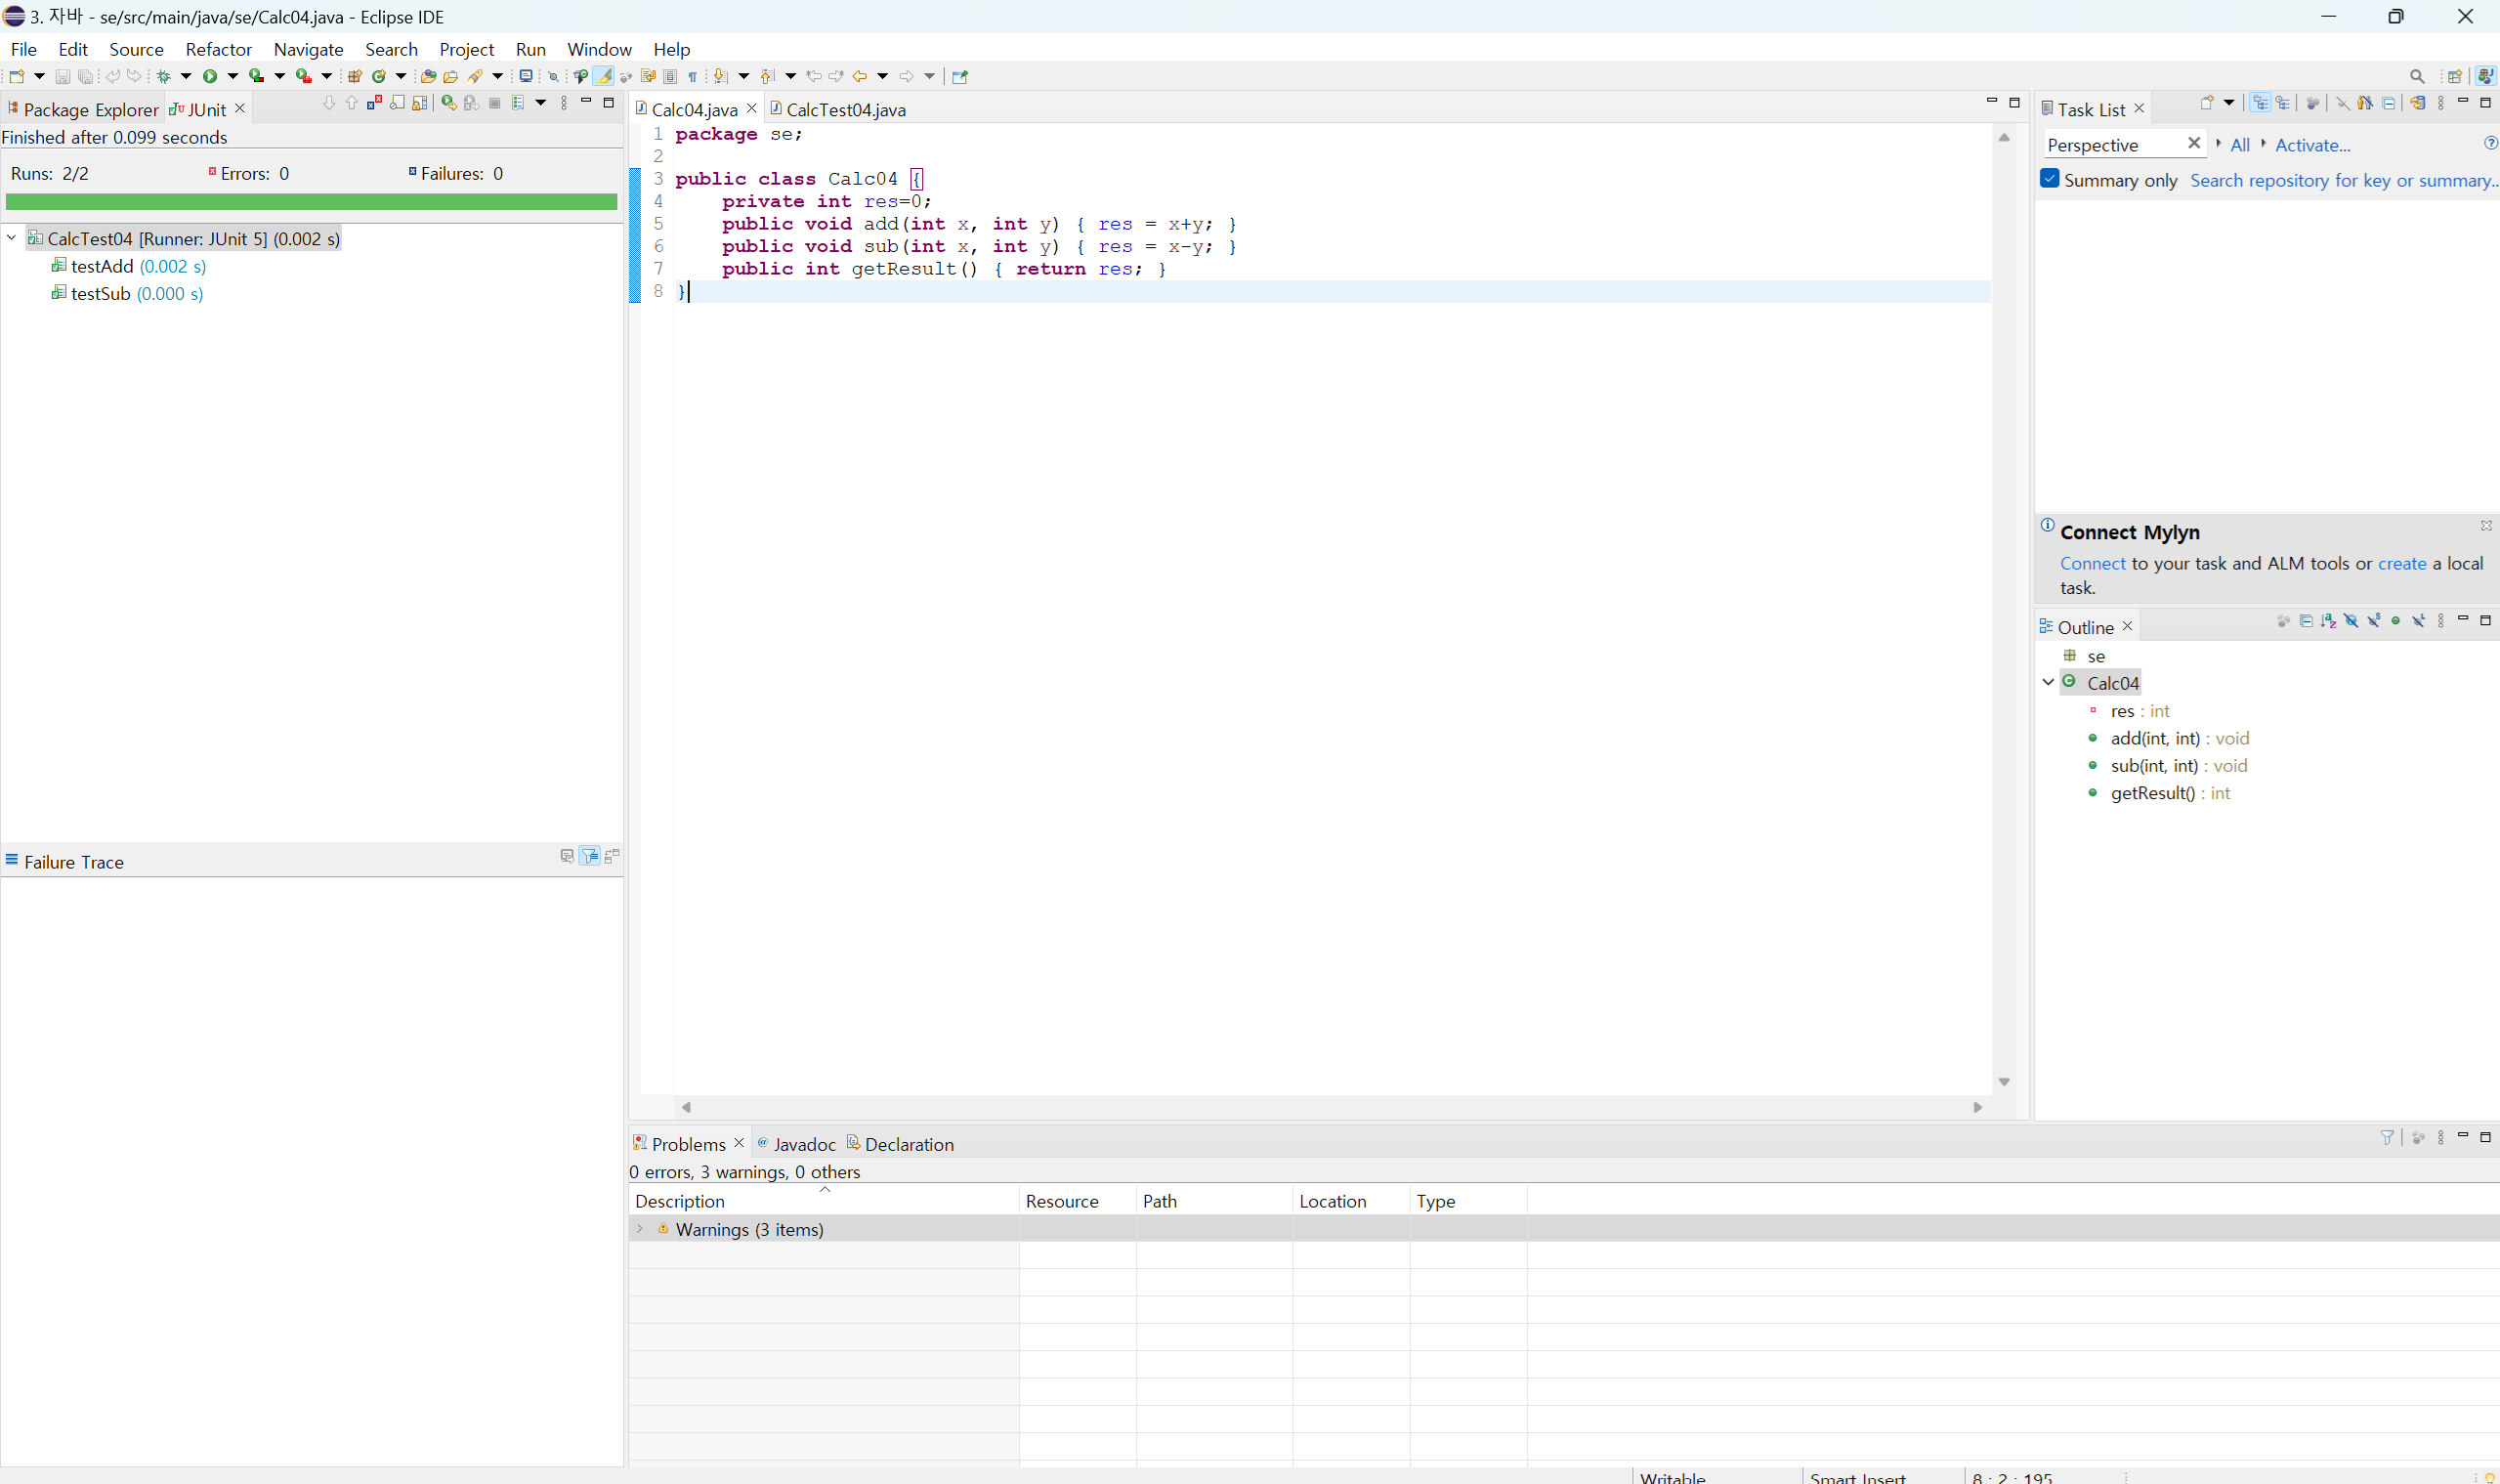 3. 자바 - se/src/main/java/se/Calc04.java - Eclipse IDE
File Edit Source Refactor Navigate Search Project Run Window Help
Package Explorer JUnit
Finished after 0.099 seconds
Runs: 2/2 Errors: 0 Failures: 0
CalcTest04 [Runner: JUnit 5] (0.002 s)
testAdd (0.002 s)
testSub (0.000 s)
Failure Trace
Calc04.java CalcTest04.java
1 package se;
2
3 public class Calc04 {
4 private int res=0;
5 public void add(int x, int y) { res = x+y; }
6 public void sub(int x, int y) { res = x-y; }
7 public int getResult() { return res; }
8 }
Task List
Perspective All Activate...
Summary only Search repository for key or summary..
Connect Mylyn
Connect to your task and ALM tools or create a local
task.
Outline
se
Calc04
res : int
add(int, int) : void
sub(int, int) : void
getResult() : int
Problems @ Javadoc Declaration
0 errors, 3 warnings, 0 others
Description Resource Path Location Type
Warnings (3 items)
Writable Smart Insert 8 : 2 : 195